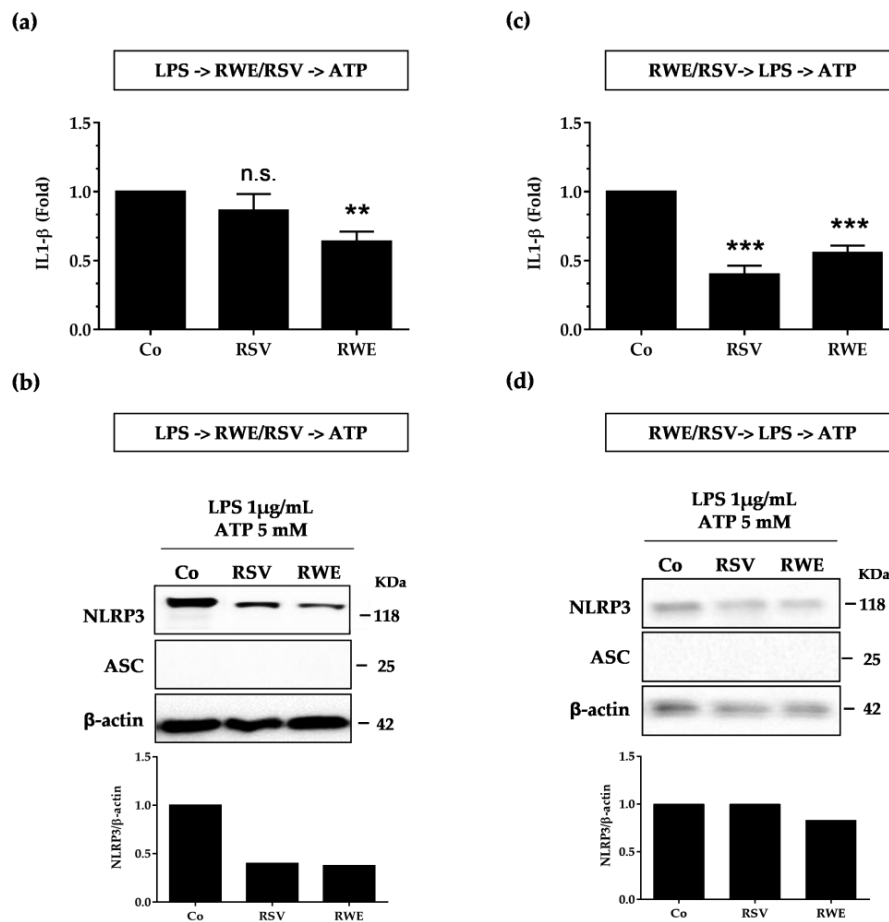 (a)
LPS -> RWE/RSV -> ATP
1.5
1.0
0.5
0.0
IL1-β (Fold)
n.s.
**
Co RSV RWE
(b)
LPS -> RWE/RSV -> ATP
LPS 1μg/mL
ATP 5 mM
Co RSV RWE KDa
NLRP3 118
ASC 25
β-actin 42
1.5
1.0
0.5
0.0
NLRP3/β-actin
Co RSV RWE
(c)
RWE/RSV-> LPS -> ATP
1.5
1.0
0.5
0.0
IL1-β (Fold)
***
***
Co RSV RWE
(d)
RWE/RSV-> LPS -> ATP
LPS 1μg/mL
ATP 5 mM
Co RSV RWE KDa
NLRP3 118
ASC 25
β-actin 42
1.5
1.0
0.5
0.0
NLRP3/β-actin
Co RSV RWE